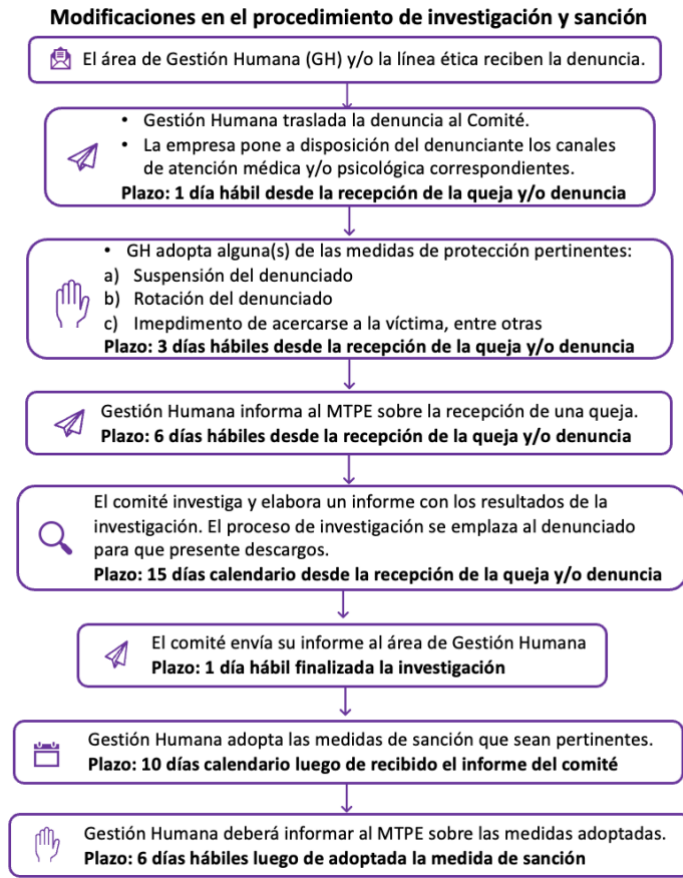 Modificaciones en el procedimiento de investigación y sanción
El área de Gestión Humana (GH) y/o la línea ética reciben la denuncia.
• Gestión Humana traslada la denuncia al Comité.
• La empresa pone a disposición del denunciante los canales
de atención médica y/o psicológica correspondientes.
Plazo: 1 día hábil desde la recepción de la queja y/o denuncia
• GH adopta alguna(s) de las medidas de protección pertinentes:
a) Suspensión del denunciado
b) Rotación del denunciado
c) Imepdimento de acercarse a la víctima, entre otras
Plazo: 3 días hábiles desde la recepción de la queja y/o denuncia
Gestión Humana informa al MTPE sobre la recepción de una queja.
Plazo: 6 días hábiles desde la recepción de la queja y/o denuncia
El comité investiga y elabora un informe con los resultados de la
investigación. El proceso de investigación se emplaza al denunciado
para que presente descargos.
Plazo: 15 días calendario desde la recepción de la queja y/o denuncia
El comité envía su informe al área de Gestión Humana
Plazo: 1 día hábil finalizada la investigación
Gestión Humana adopta las medidas de sanción que sean pertinentes.
Plazo: 10 días calendario luego de recibido el informe del comité
Gestión Humana deberá informar al MTPE sobre las medidas adoptadas.
Plazo: 6 días hábiles luego de adoptada la medida de sanción